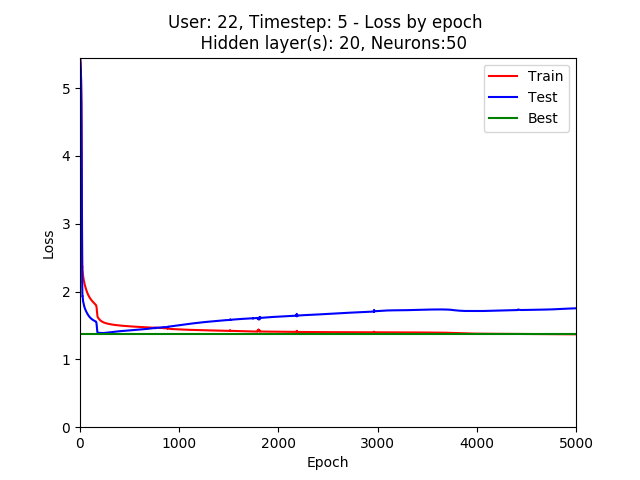 User: 22, Timestep: 5 - Loss by epoch
Hidden layer(s): 20, Neurons:50
Train
Test
Best
Loss
5
4
3
2
1
0
0 1000 2000 3000 4000 5000
Epoch